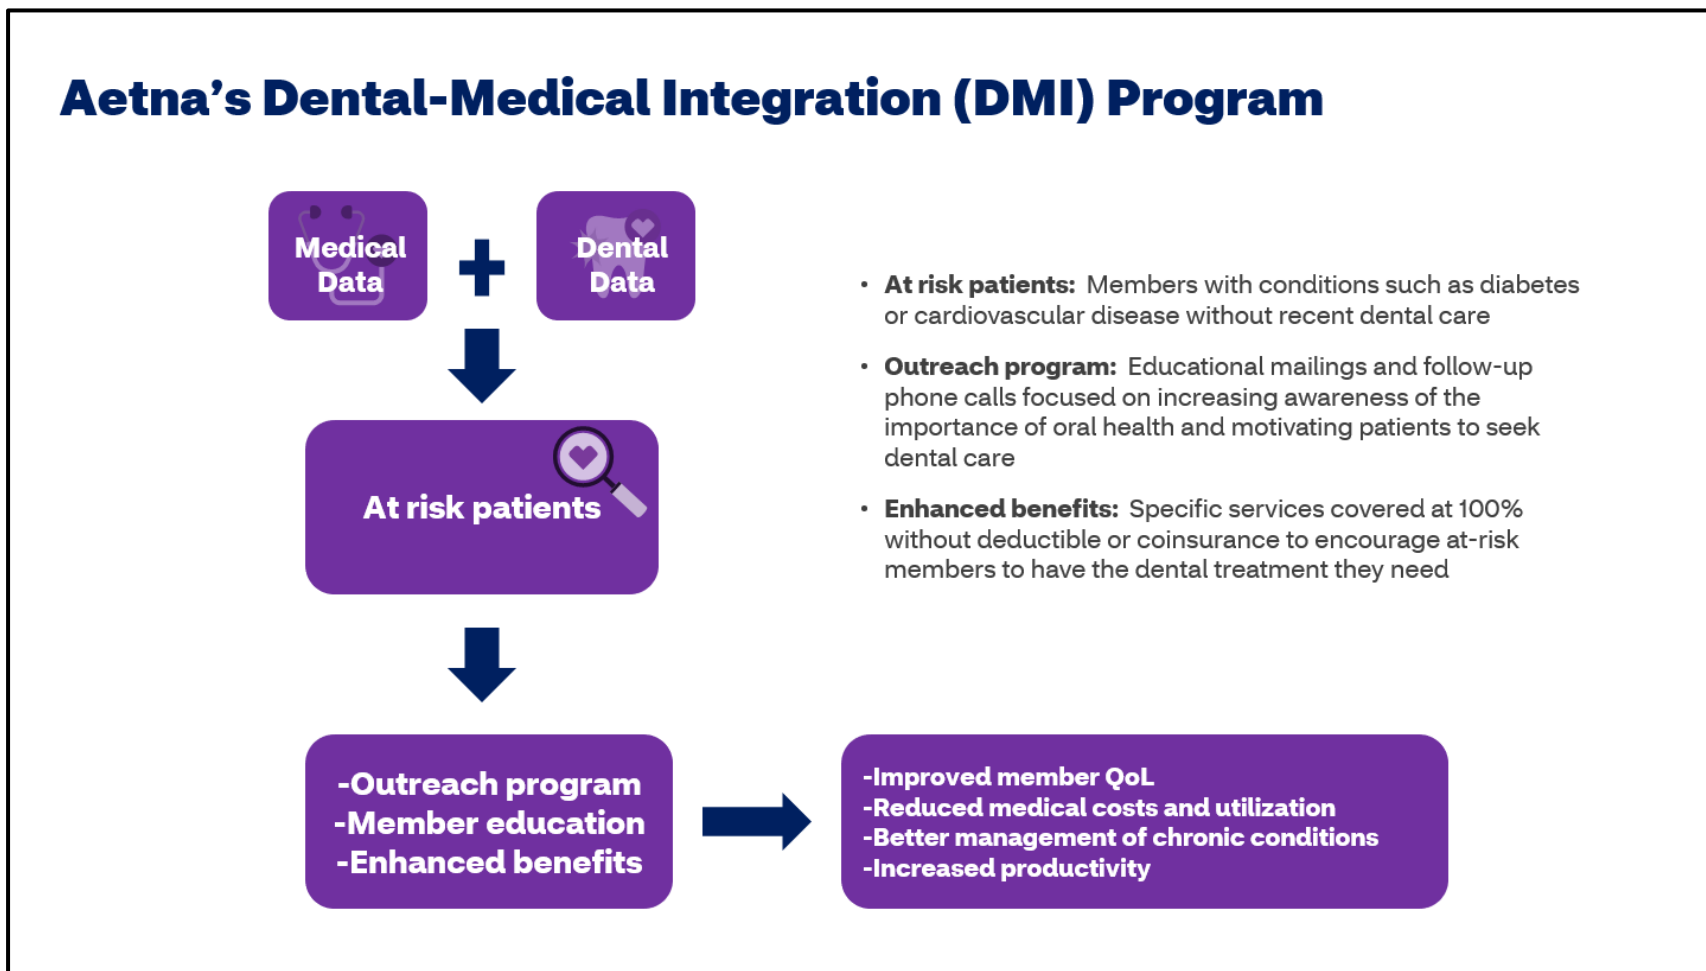 Aetna’s Dental-Medical Integration (DMI) Program
Medical
Data
Dental
Data
At risk patients
-Outreach program
-Member education
-Enhanced benefits
-Improved member QoL
-Reduced medical costs and utilization
-Better management of chronic conditions
-Increased productivity
• At risk patients: Members with conditions such as diabetes
or cardiovascular disease without recent dental care
• Outreach program: Educational mailings and follow-up
phone calls focused on increasing awareness of the
importance of oral health and motivating patients to seek
dental care
• Enhanced benefits: Specific services covered at 100%
without deductible or coinsurance to encourage at-risk
members to have the dental treatment they need